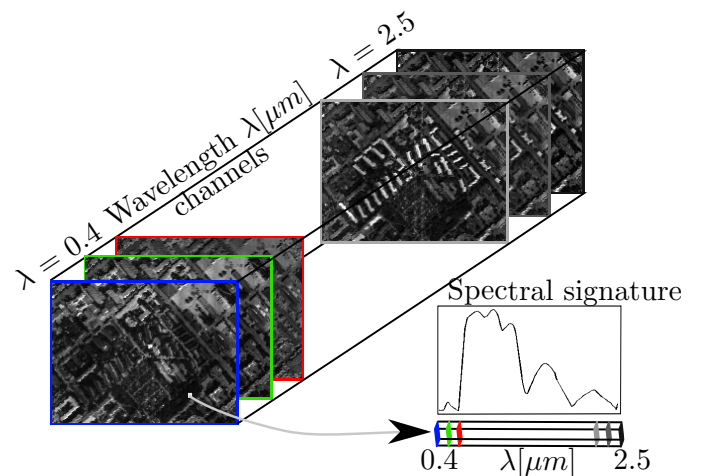 λ = 2.5
Wavelength λ[μm]
channels
λ = 0.4
Spectral signature
0.4 λ[μm] 2.5